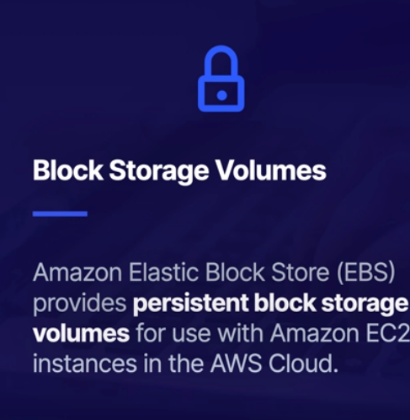 Block Storage Volumes
Amazon Elastic Block Store (EBS)
provides persistent block storage
volumes for use with Amazon EC2
instances in the AWS Cloud.